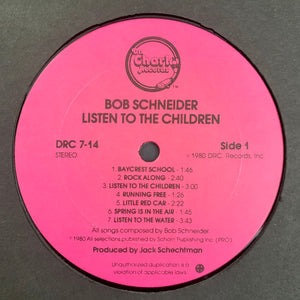 BOB SCHNEIDER
LISTEN TO THE CHILDREN
DRC 7-14
Side 1
STEREO
℗ 1980 DRC. Records, Inc
1. BAYCREST SCHOOL · 1:46
2. ROCK ALONG · 2:40
3. LISTEN TO THE CHILDREN · 3:00
4. RUNNING FREE · 1:26
5. LITTLE RED CAR · 2:22
6. SPRING IS IN THE AIR · 1:46
7. LISTEN TO THE WATER · 3:43
All songs composed by Bob Schneider.
1980 All selections published by Publishing Inc. (PRO)
Produced by Jack Schechtman
Unauthorized duplication is a
violation of applicable laws.